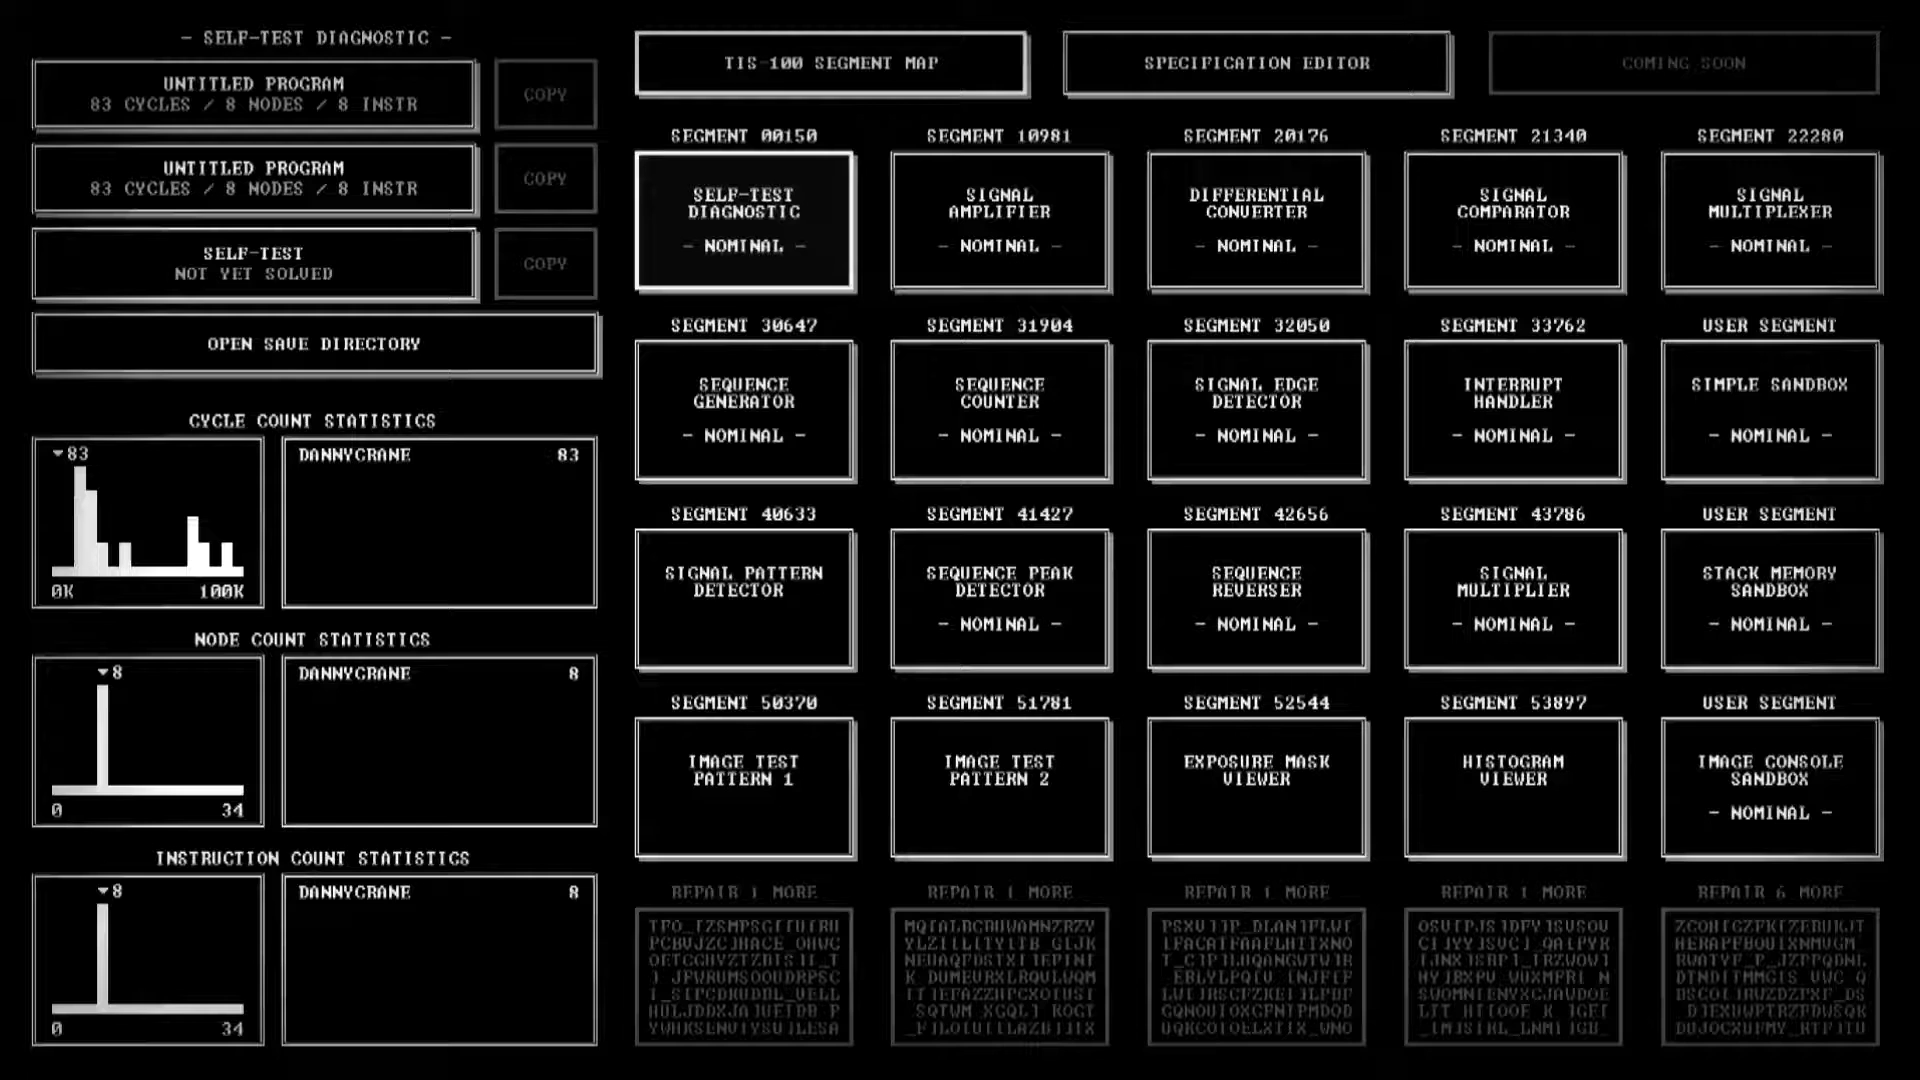 - SELF-TEST DIAGNOSTIC -
UNTITLED PROGRAM
83 CYCLES / 8 NODES / 8 INSTR
COPY
UNTITLED PROGRAM
83 CYCLES / 8 NODES / 8 INSTR
COPY
SELF-TEST
NOT YET SOLVED
COPY
OPEN SAVE DIRECTORY
CYCLE COUNT STATISTICS
83
0K
100K
DANNYCRANE 83
NODE COUNT STATISTICS
8
0
34
DANNYCRANE 8
INSTRUCTION COUNT STATISTICS
8
0
34
DANNYCRANE 8
TIS-100 SEGMENT MAP
SPECIFICATION EDITOR
COMING SOON
SEGMENT 00150
SELF-TEST
DIAGNOSTIC
- NOMINAL -
SEGMENT 10981
SIGNAL
AMPLIFIER
- NOMINAL -
SEGMENT 20176
DIFFERENTIAL
CONVERTER
- NOMINAL -
SEGMENT 21340
SIGNAL
COMPARATOR
- NOMINAL -
SEGMENT 22280
SIGNAL
MULTIPLEXER
- NOMINAL -
SEGMENT 30647
SEQUENCE
GENERATOR
- NOMINAL -
SEGMENT 31904
SEQUENCE
COUNTER
- NOMINAL -
SEGMENT 32050
SIGNAL EDGE
DETECTOR
- NOMINAL -
SEGMENT 33762
INTERRUPT
HANDLER
- NOMINAL -
USER SEGMENT
SIMPLE SANDBOX
- NOMINAL -
SEGMENT 40633
SIGNAL PATTERN
DETECTOR
SEGMENT 41427
SEQUENCE PEAK
DETECTOR
- NOMINAL -
SEGMENT 42656
SEQUENCE
REVERSER
- NOMINAL -
SEGMENT 43786
SIGNAL
MULTIPLIER
- NOMINAL -
USER SEGMENT
STACK MEMORY
SANDBOX
- NOMINAL -
SEGMENT 50370
IMAGE TEST
PATTERN 1
SEGMENT 51781
IMAGE TEST
PATTERN 2
SEGMENT 52544
EXPOSURE MASK
VIEWER
SEGMENT 53897
HISTOGRAM
VIEWER
USER SEGMENT
IMAGE CONSOLE
SANDBOX
- NOMINAL -
REPAIR 1 MORE
REPAIR 1 MORE
REPAIR 1 MORE
REPAIR 1 MORE
REPAIR 6 MORE